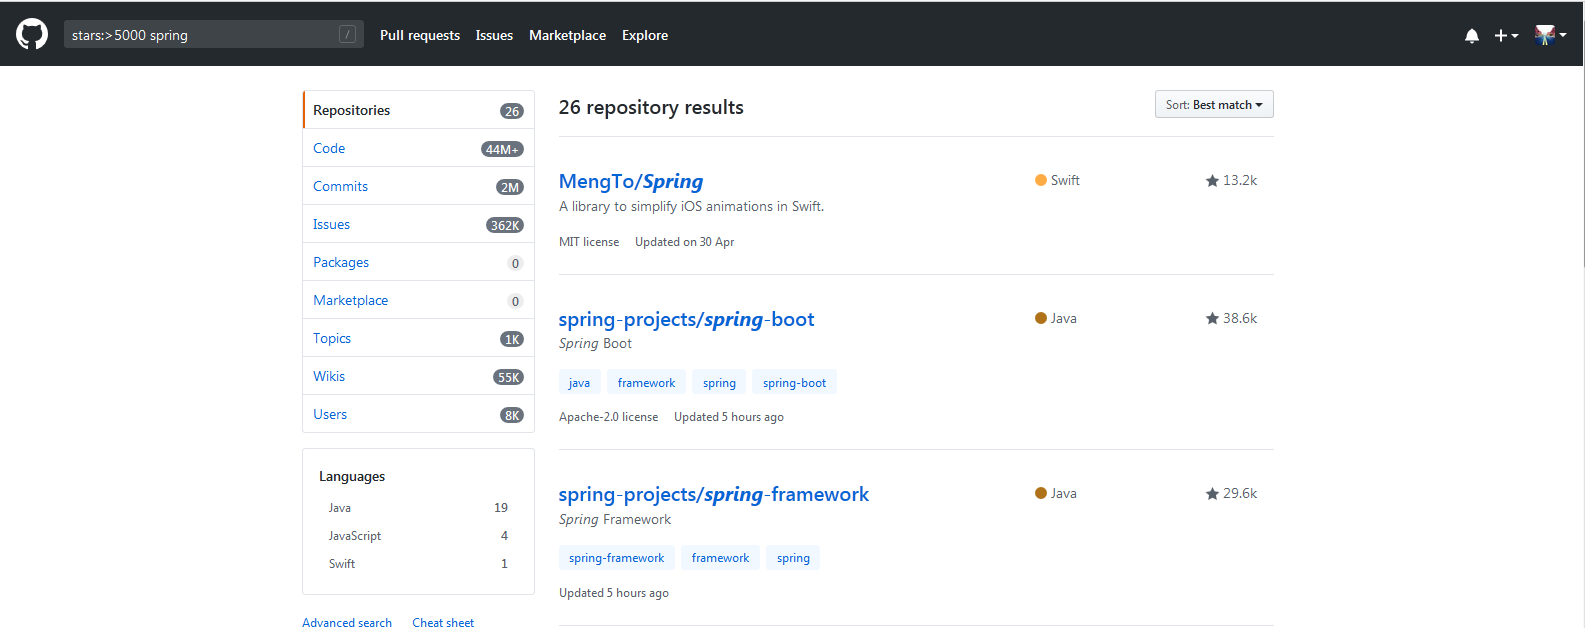 stars:>5000 spring / Pull requests Issues Marketplace Explore
Repositories 26
Code 44M+
Commits 2M
Issues 362K
Packages 0
Marketplace 0
Topics 1K
Wikis 55K
Users 8K
Languages
Java 19
JavaScript 4
Swift 1
Advanced search Cheat sheet
26 repository results Sort: Best match
MengTo/Spring Swift 13.2k
A library to simplify iOS animations in Swift.
MIT license Updated on 30 Apr
spring-projects/spring-boot Java 38.6k
Spring Boot
java framework spring spring-boot
Apache-2.0 license Updated 5 hours ago
spring-projects/spring-framework Java 29.6k
Spring Framework
spring-framework framework spring
Updated 5 hours ago